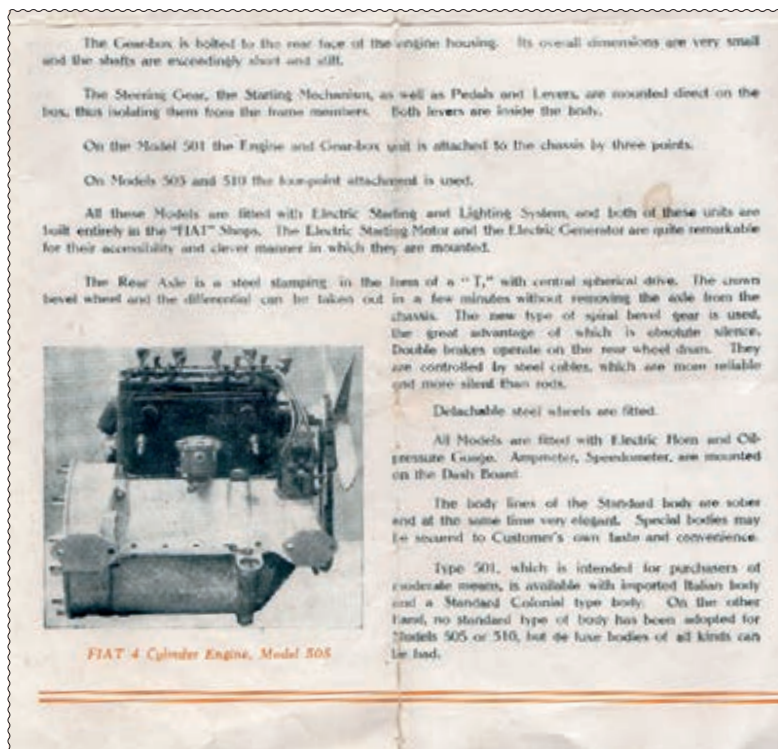 The Gear-box is bolted to the rear face of the engine housing. Its overall dimensions are very small
and the shafts are exceedingly short and stiff.
The Steering Gear, the Starting Mechanism, as well as Pedals and Levers, are mounted direct on the
box, thus isolating them from the frame members. Both levers are inside the body.
On the Model 501 the Engine and Gear-box unit is attached to the chassis by three points.
On Models 505 and 510 the four-point attachment is used.
All these Models are fitted with Electric Starting and Lighting System, and both of these units are
built entirely in the "FIAT" Shops. The Electric Starting Motor and the Electric Generator are quite remarkable
for their accessibility and clever manner in which they are mounted.
The Rear Axle is a steel stamping in the form of a "T," with central spherical drive. The crown
bevel wheel and the differential can be taken out in a few minutes without removing the axle from the
chassis. The new type of spiral bevel gear is used,
the great advantage of which is absolute silence.
Double brakes operate on the rear wheel drum. They
are controlled by steel cables, which are more reliable
and more silent than rods.
Detachable steel wheels are fitted.
All Models are fitted with Electric Horn and Oil-
pressure Guage. Ampmeter, Speedometer, are mounted
on the Dash Board.
The body lines of the Standard body are sober
and at the same time very elegant. Special bodies may
be secured to Customer's own taste and convenience.
Type 501, which is intended for purchasers of
moderate means, is available with imported Italian body
and a Standard Colonial type body. On the other
hand, no standard type of body has been adopted for
Models 505 or 510, but de luxe bodies of all kinds can
be had.
FIAT 4 Cylinder Engine, Model 505